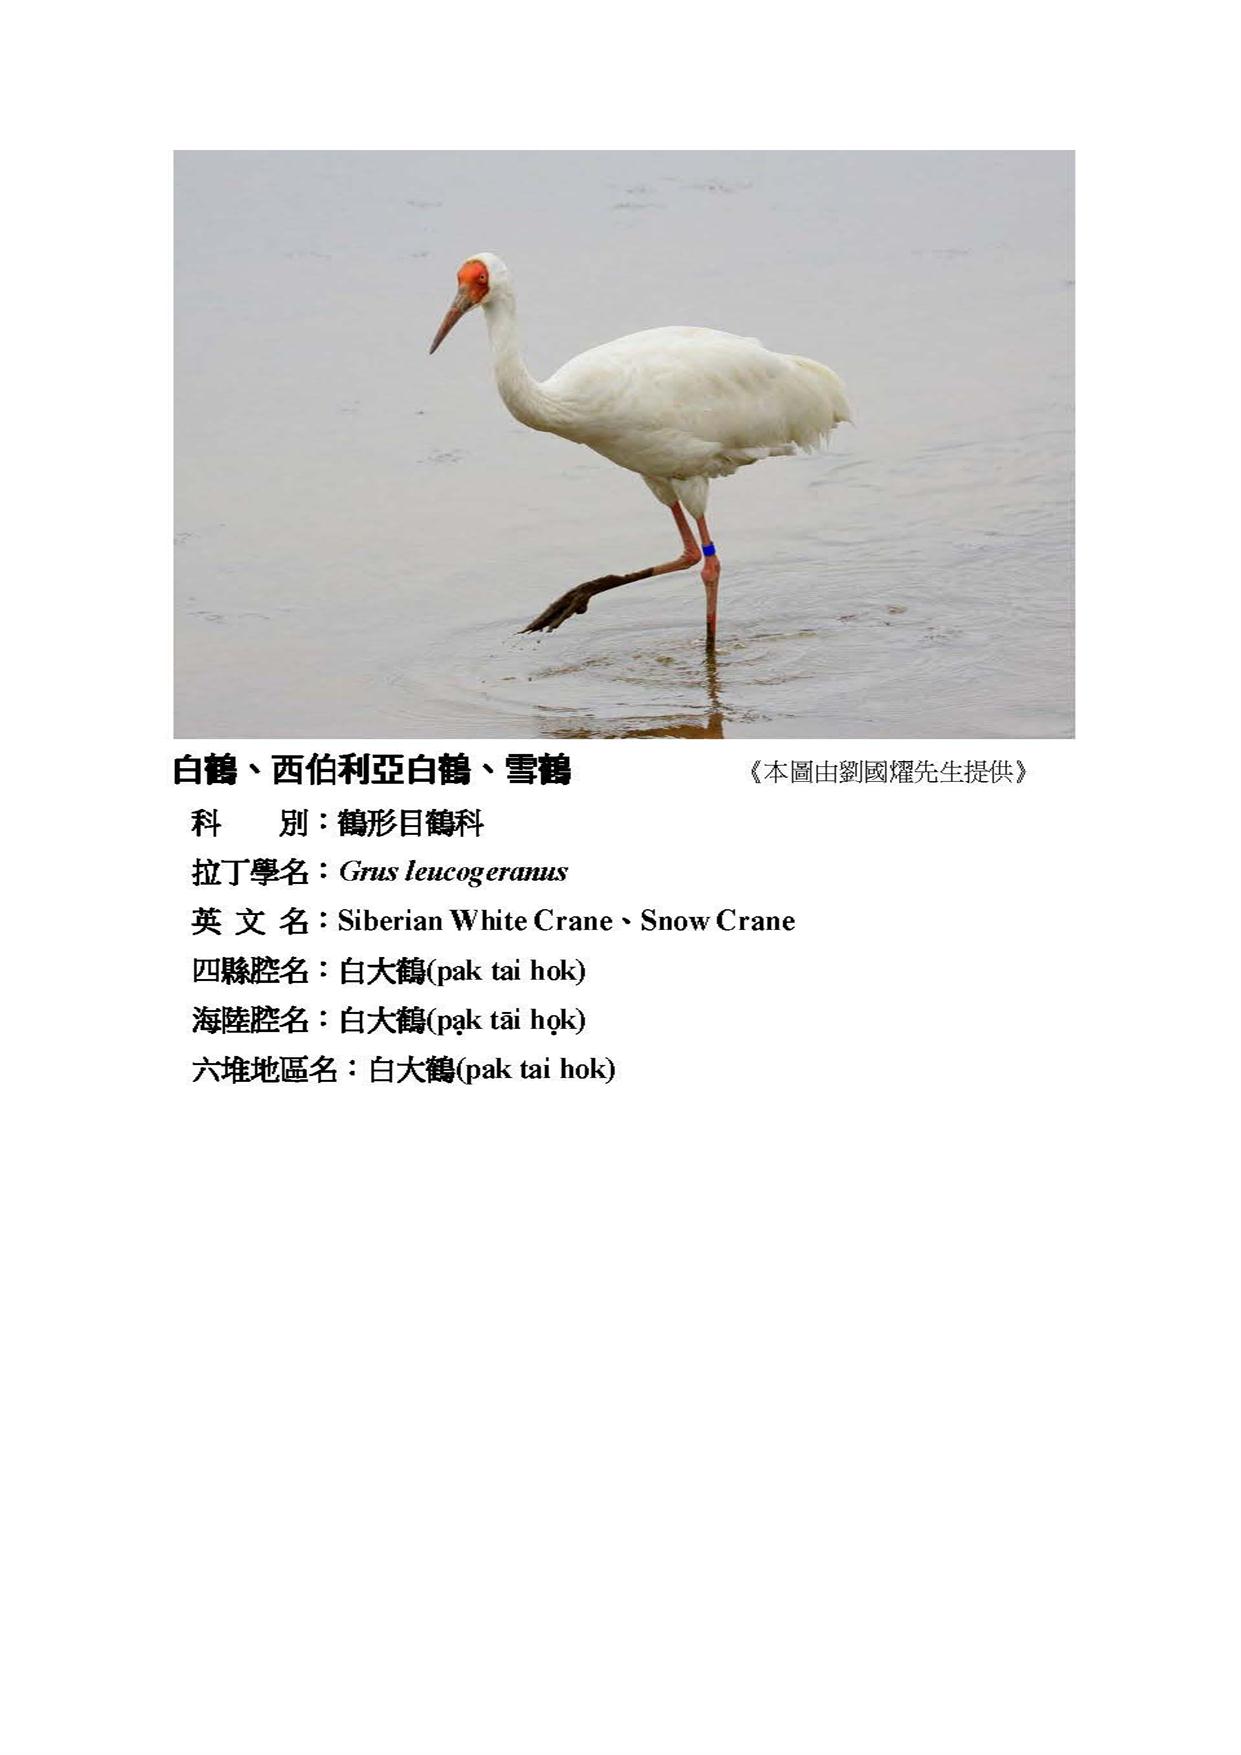 白鶴、西伯利亞白鶴、雪鶴 《本圖由劉國燿先生提供》
科 別：鶴形目鶴科
拉丁學名：Grus leucogeranus
英 文 名：Siberian White Crane、Snow Crane
四縣腔名：白大鶴(pak tai hok)
海陸腔名：白大鶴(pa̤k tāi ho̤k)
六堆地區名：白大鶴(pak tai hok)